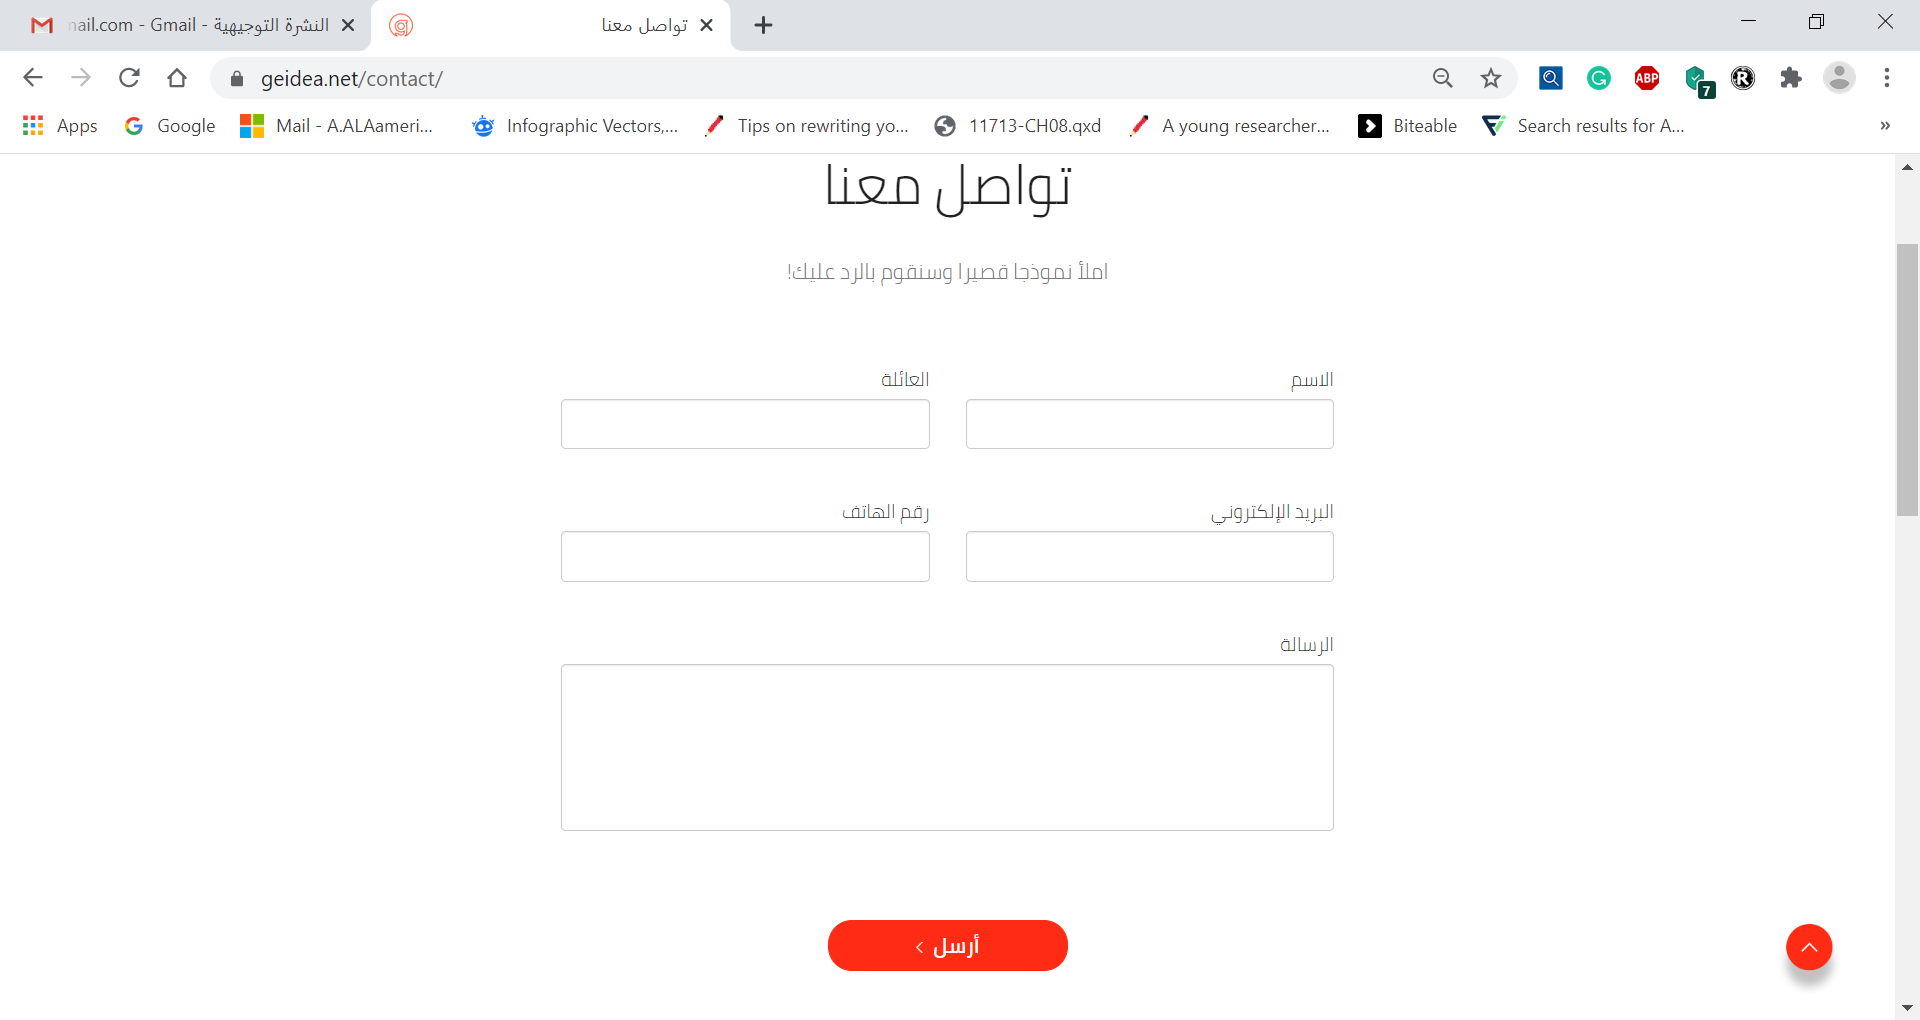 nail.com - Gmail - النشرة التوجيهية
تواصل معنا
geidea.net/contact/
ABP
7
R
Apps
Google
Mail - A.ALAameri...
Infographic Vectors,...
Tips on rewriting yo...
11713-CH08.qxd
A young researcher...
Biteable
Search results for A...
»
تواصل معنا
املأ نموذجا قصيرا وسنقوم بالرد عليك!
الاسم
العائلة
البريد الإلكتروني
رقم الهاتف
الرسالة
أرسل